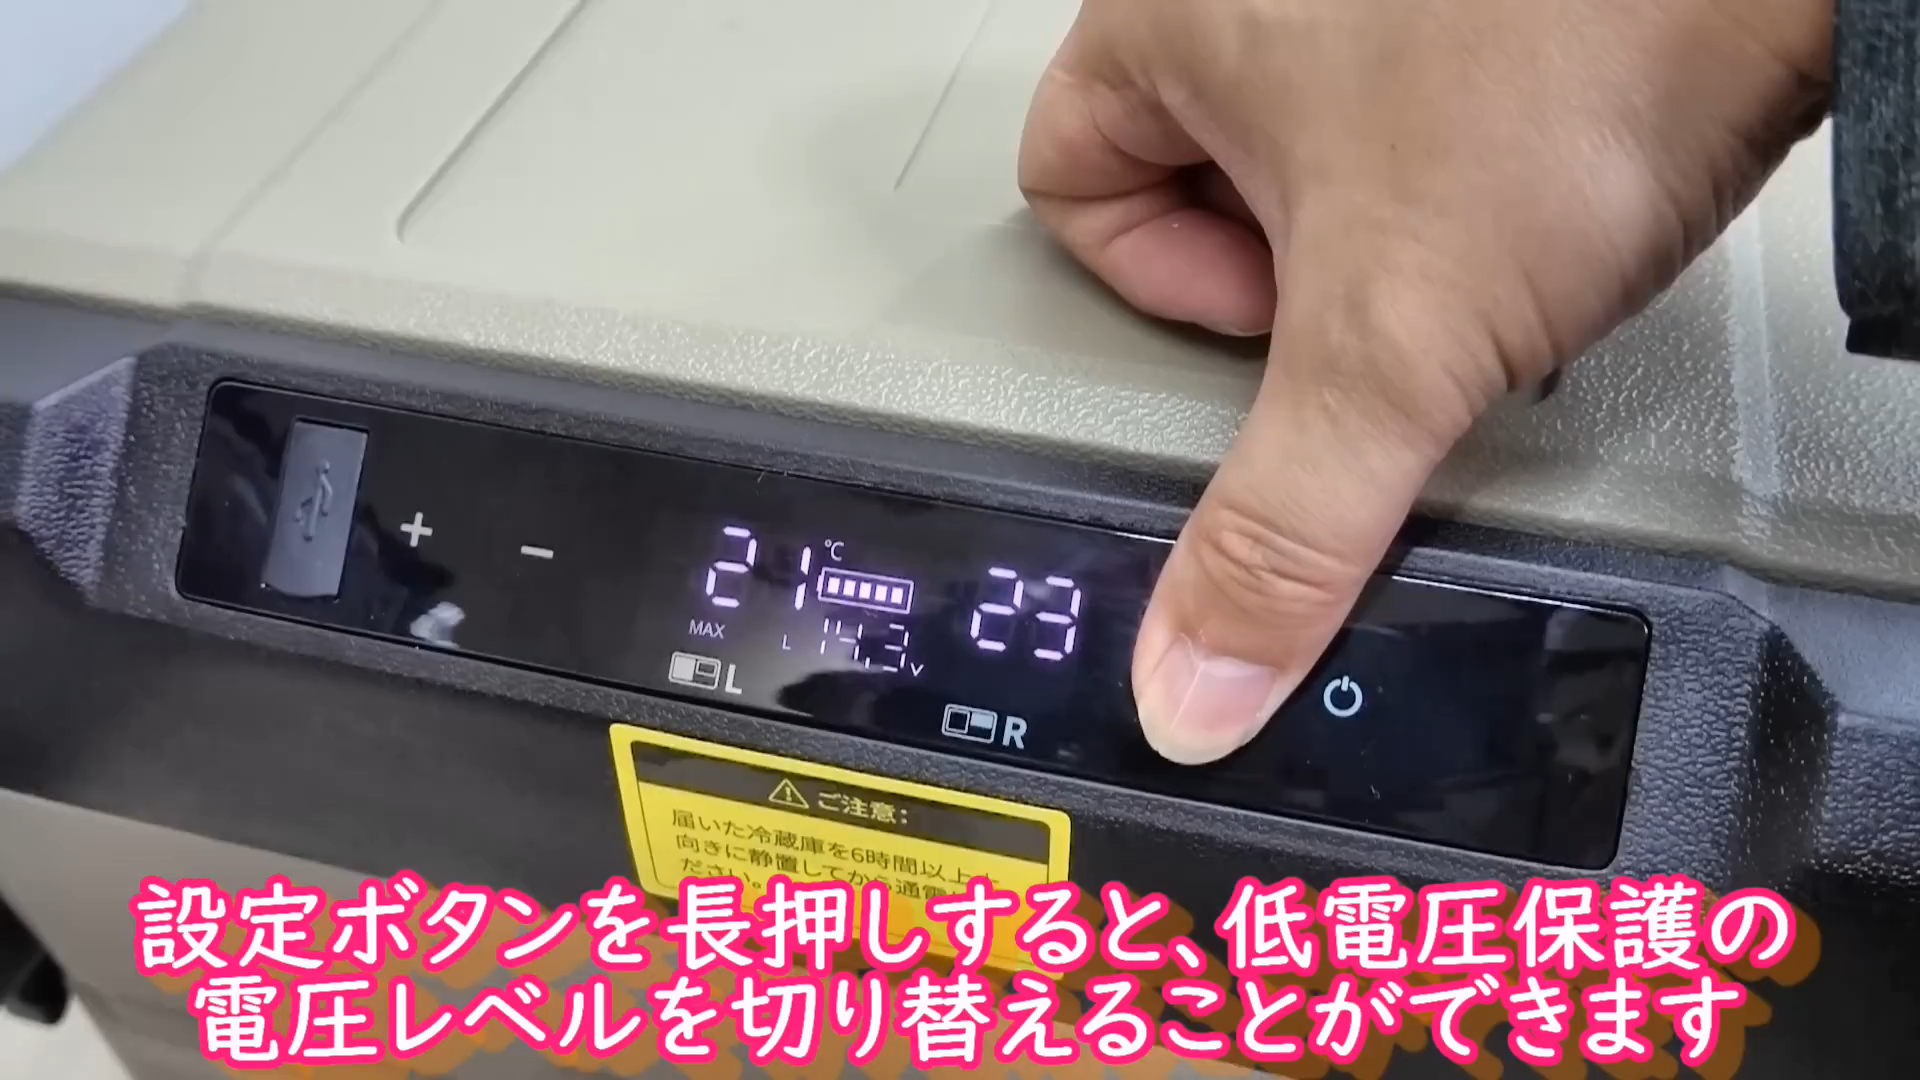 +
−
21 ℃
23
MAX
L 14.3 V
L
R
ご注意:
届いた冷蔵庫を6時間以上
向きに静置してから通電
ださい。
設定ボタンを長押しすると、低電圧保護の
電圧レベルを切り替えることができます